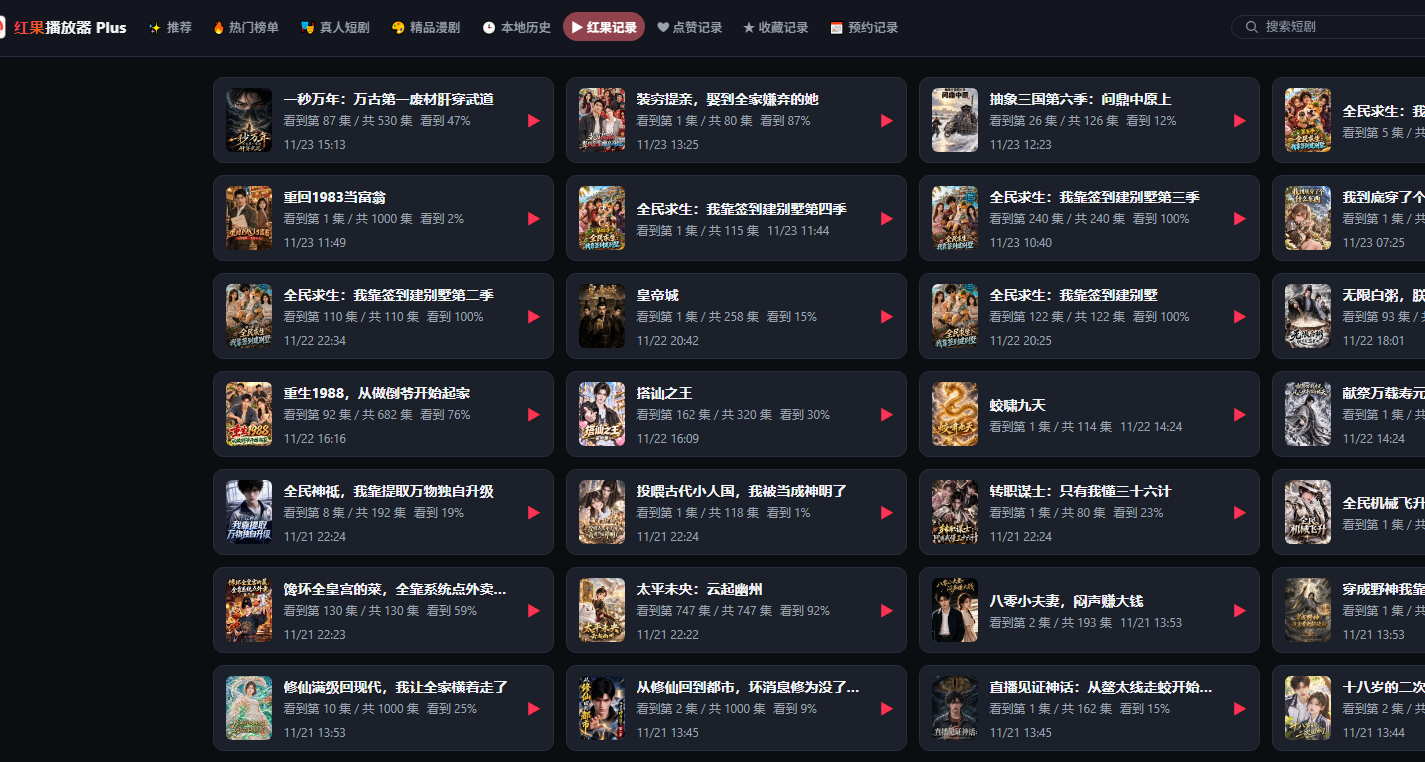 红果播放器 Plus
✨ 推荐
🔥 热门榜单
🎭 真人短剧
🎨 精品漫剧
🕒 本地历史
▶ 红果记录
♥ 点赞记录
★ 收藏记录
📅 预约记录
搜索短剧
一秒万年：万古第一废材肝穿武道
看到第 87 集 / 共 530 集 看到 47%
11/23 15:13
装穷提亲，娶到全家嫌弃的她
看到第 1 集 / 共 80 集 看到 87%
11/23 13:25
抽象三国第六季：问鼎中原上
看到第 26 集 / 共 126 集 看到 12%
11/23 12:23
全民求生：我
看到第 5 集 / 共
重回1983当富翁
看到第 1 集 / 共 1000 集 看到 2%
11/23 11:49
全民求生：我靠签到建别墅第四季
看到第 1 集 / 共 115 集 11/23 11:44
全民求生：我靠签到建别墅第三季
看到第 240 集 / 共 240 集 看到 100%
11/23 10:40
我到底穿了个
看到第 1 集 / 共
11/23 07:25
全民求生：我靠签到建别墅第二季
看到第 110 集 / 共 110 集 看到 100%
11/22 22:34
皇帝城
看到第 1 集 / 共 258 集 看到 15%
11/22 20:42
全民求生：我靠签到建别墅
看到第 122 集 / 共 122 集 看到 100%
11/22 20:25
无限白粥，朕
看到第 93 集 / 共
11/22 18:01
重生1988，从做倒爷开始起家
看到第 92 集 / 共 682 集 看到 76%
11/22 16:16
搭讪之王
看到第 162 集 / 共 320 集 看到 30%
11/22 16:09
蛟啸九天
看到第 1 集 / 共 114 集 11/22 14:24
献祭万载寿元
看到第 1 集 / 共
11/22 14:24
全民神祗，我靠提取万物独自升级
看到第 8 集 / 共 192 集 看到 19%
11/21 22:24
投喂古代小人国，我被当成神明了
看到第 1 集 / 共 118 集 看到 1%
11/21 22:24
转职谋士：只有我懂三十六计
看到第 1 集 / 共 80 集 看到 23%
11/21 22:24
全民机械飞升
看到第 1 集 / 共
馋坏全皇宫的菜，全靠系统点外卖...
看到第 130 集 / 共 130 集 看到 59%
11/21 22:23
太平未央：云起幽州
看到第 747 集 / 共 747 集 看到 92%
11/21 22:22
八零小夫妻，闷声赚大钱
看到第 2 集 / 共 193 集 11/21 13:53
穿成野神我靠
看到第 1 集 / 共
11/21 13:53
修仙满级回现代，我让全家横着走了
看到第 10 集 / 共 1000 集 看到 25%
11/21 13:53
从修仙回到都市，坏消息修为没了...
看到第 2 集 / 共 1000 集 看到 9%
11/21 13:45
直播见证神话：从鳌太线走蛟开始...
看到第 1 集 / 共 162 集 看到 15%
11/21 13:45
十八岁的二次
看到第 2 集 / 共
11/21 13:44